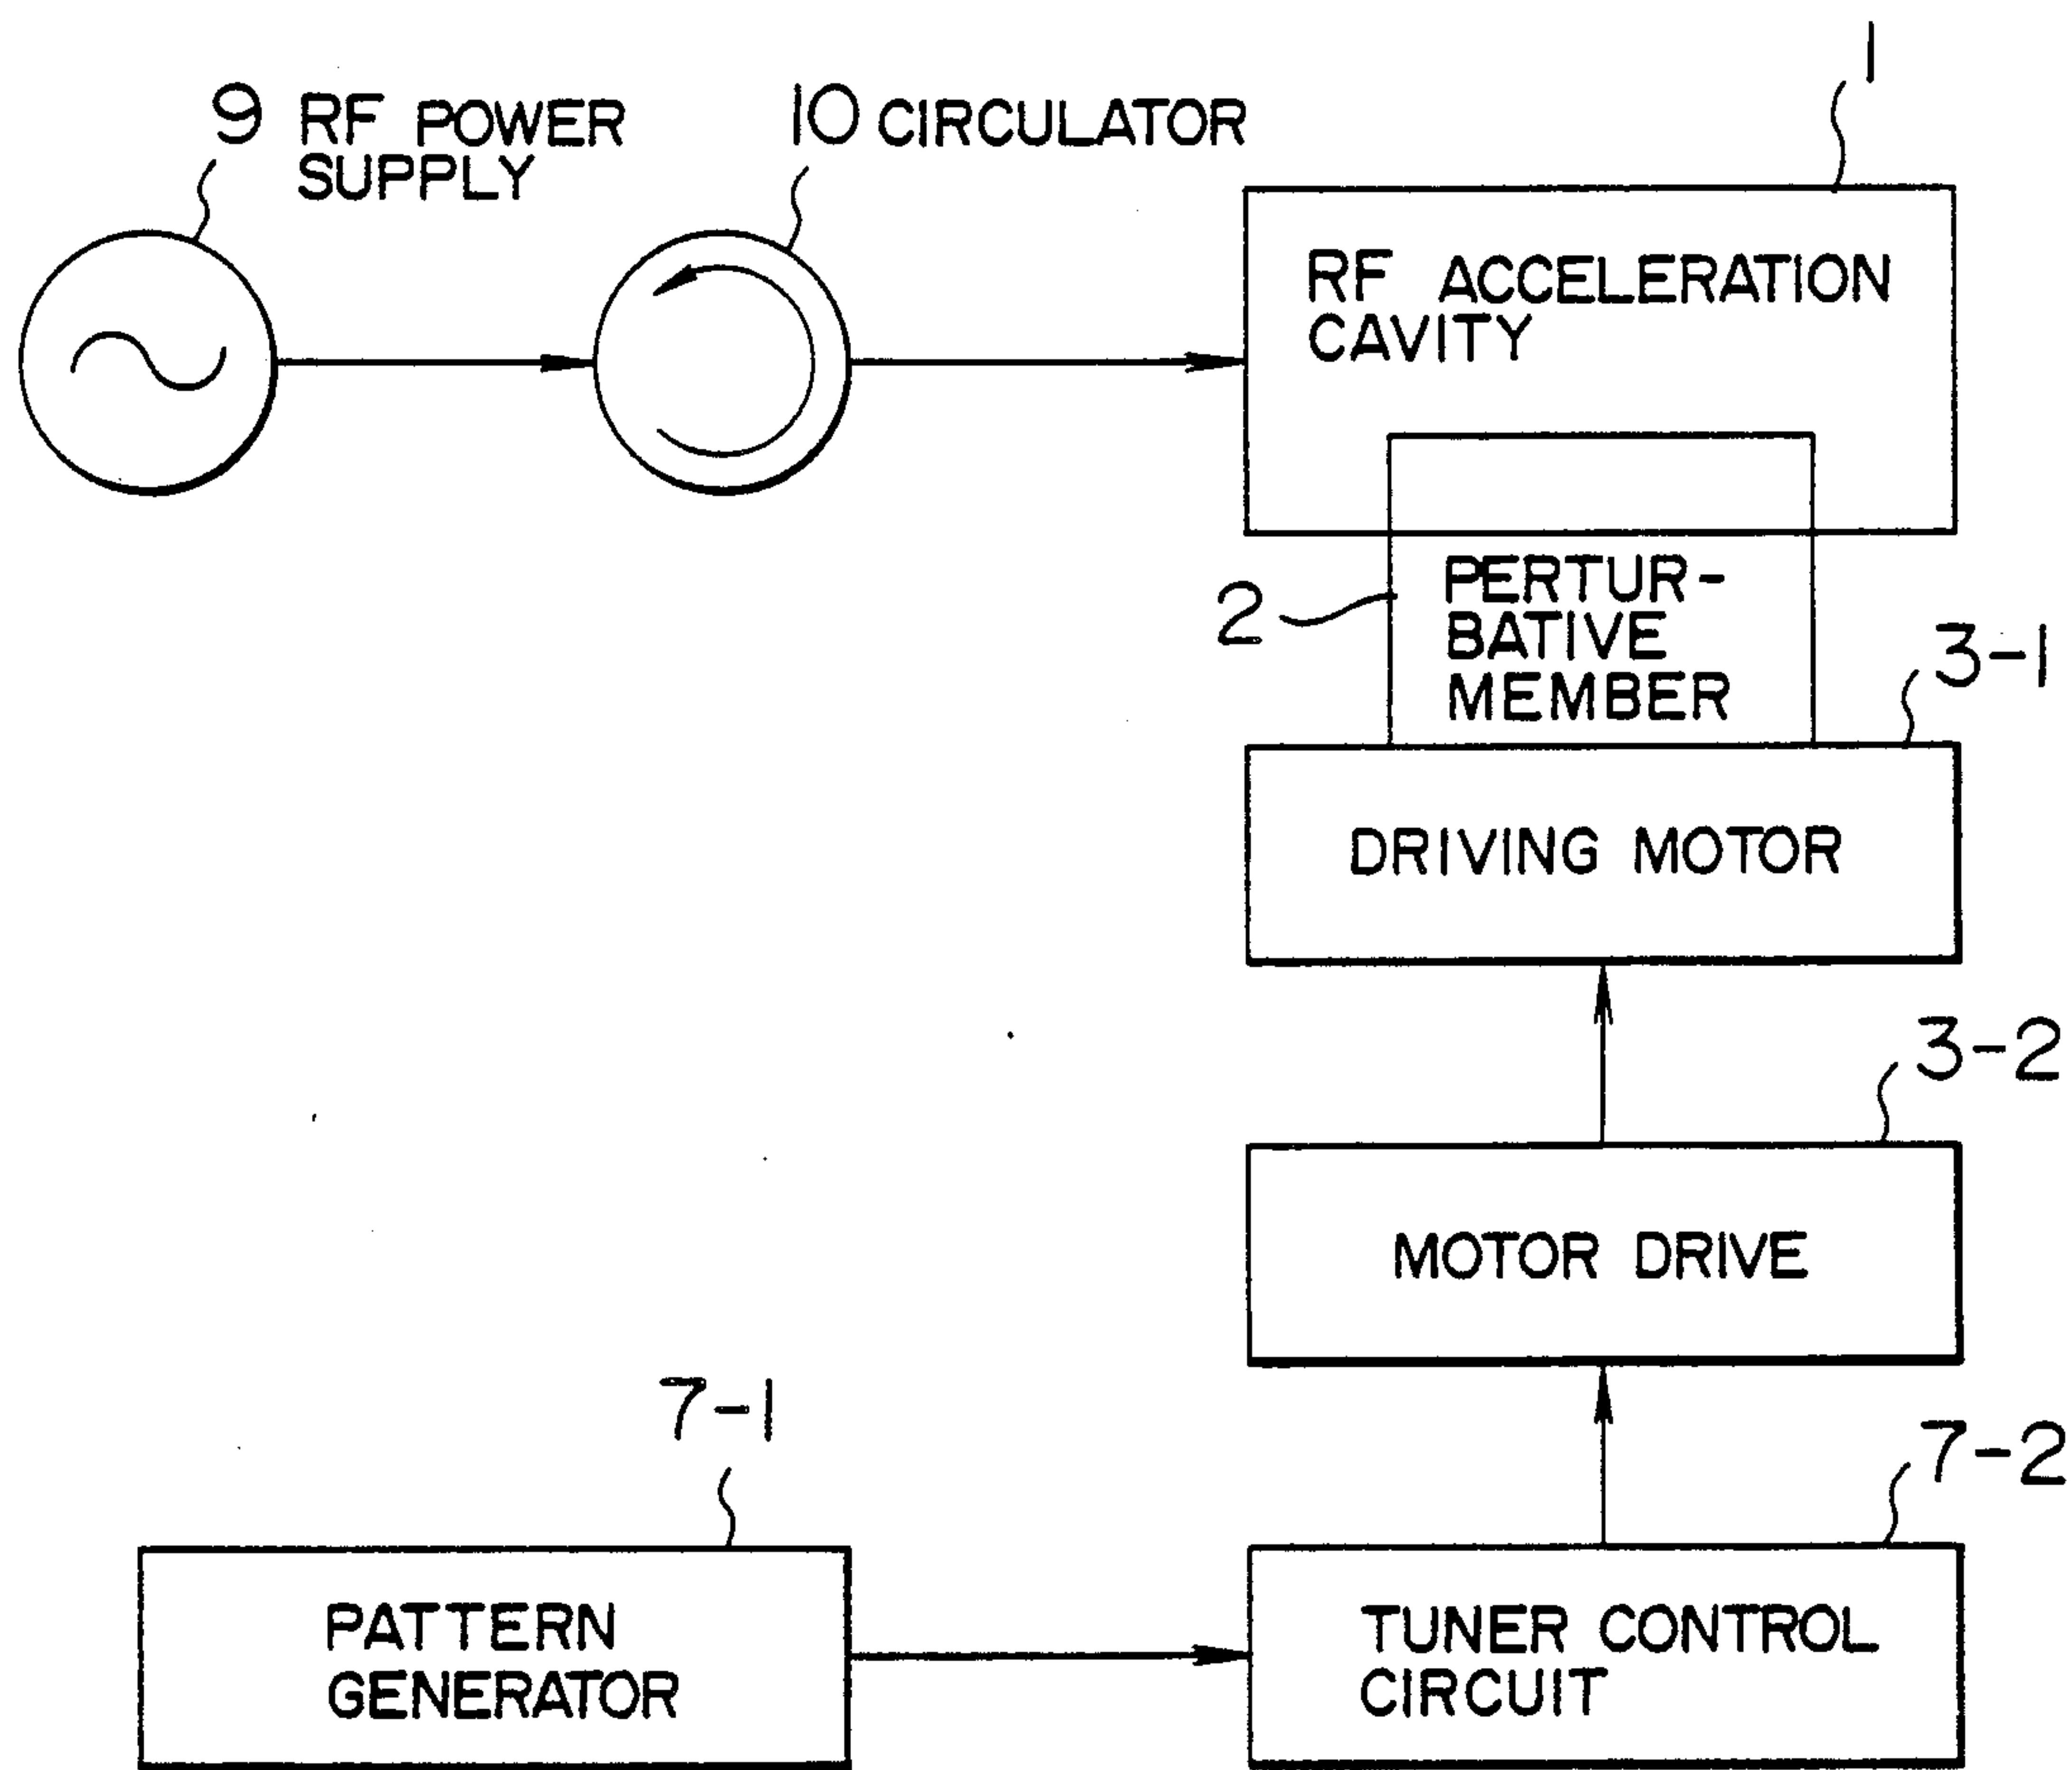 1
9 RF POWER
SUPPLY
10 CIRCULATOR
RF ACCELERATION
CAVITY
2
PERTUR-
BATIVE
MEMBER
3-1
DRIVING MOTOR
3-2
MOTOR DRIVE
7-1
7-2
PATTERN
GENERATOR
TUNER CONTROL
CIRCUIT